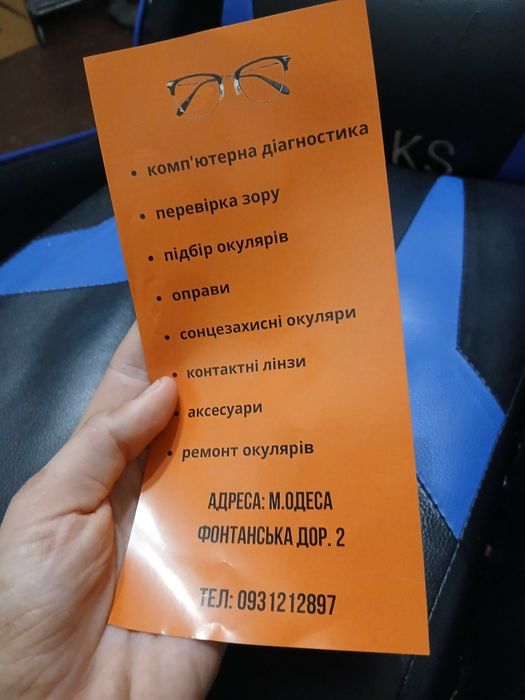 KS
• комп'ютерна діагностика
• перевірка зору
• підбір окулярів
• оправи
• сонцезахисні окуляри
• контактні лінзи
• аксесуари
• ремонт окулярів
АДРЕСА: М.ОДЕСА
ФОНТАНСЬКА ДОР. 2
ТЕЛ: 0931212897